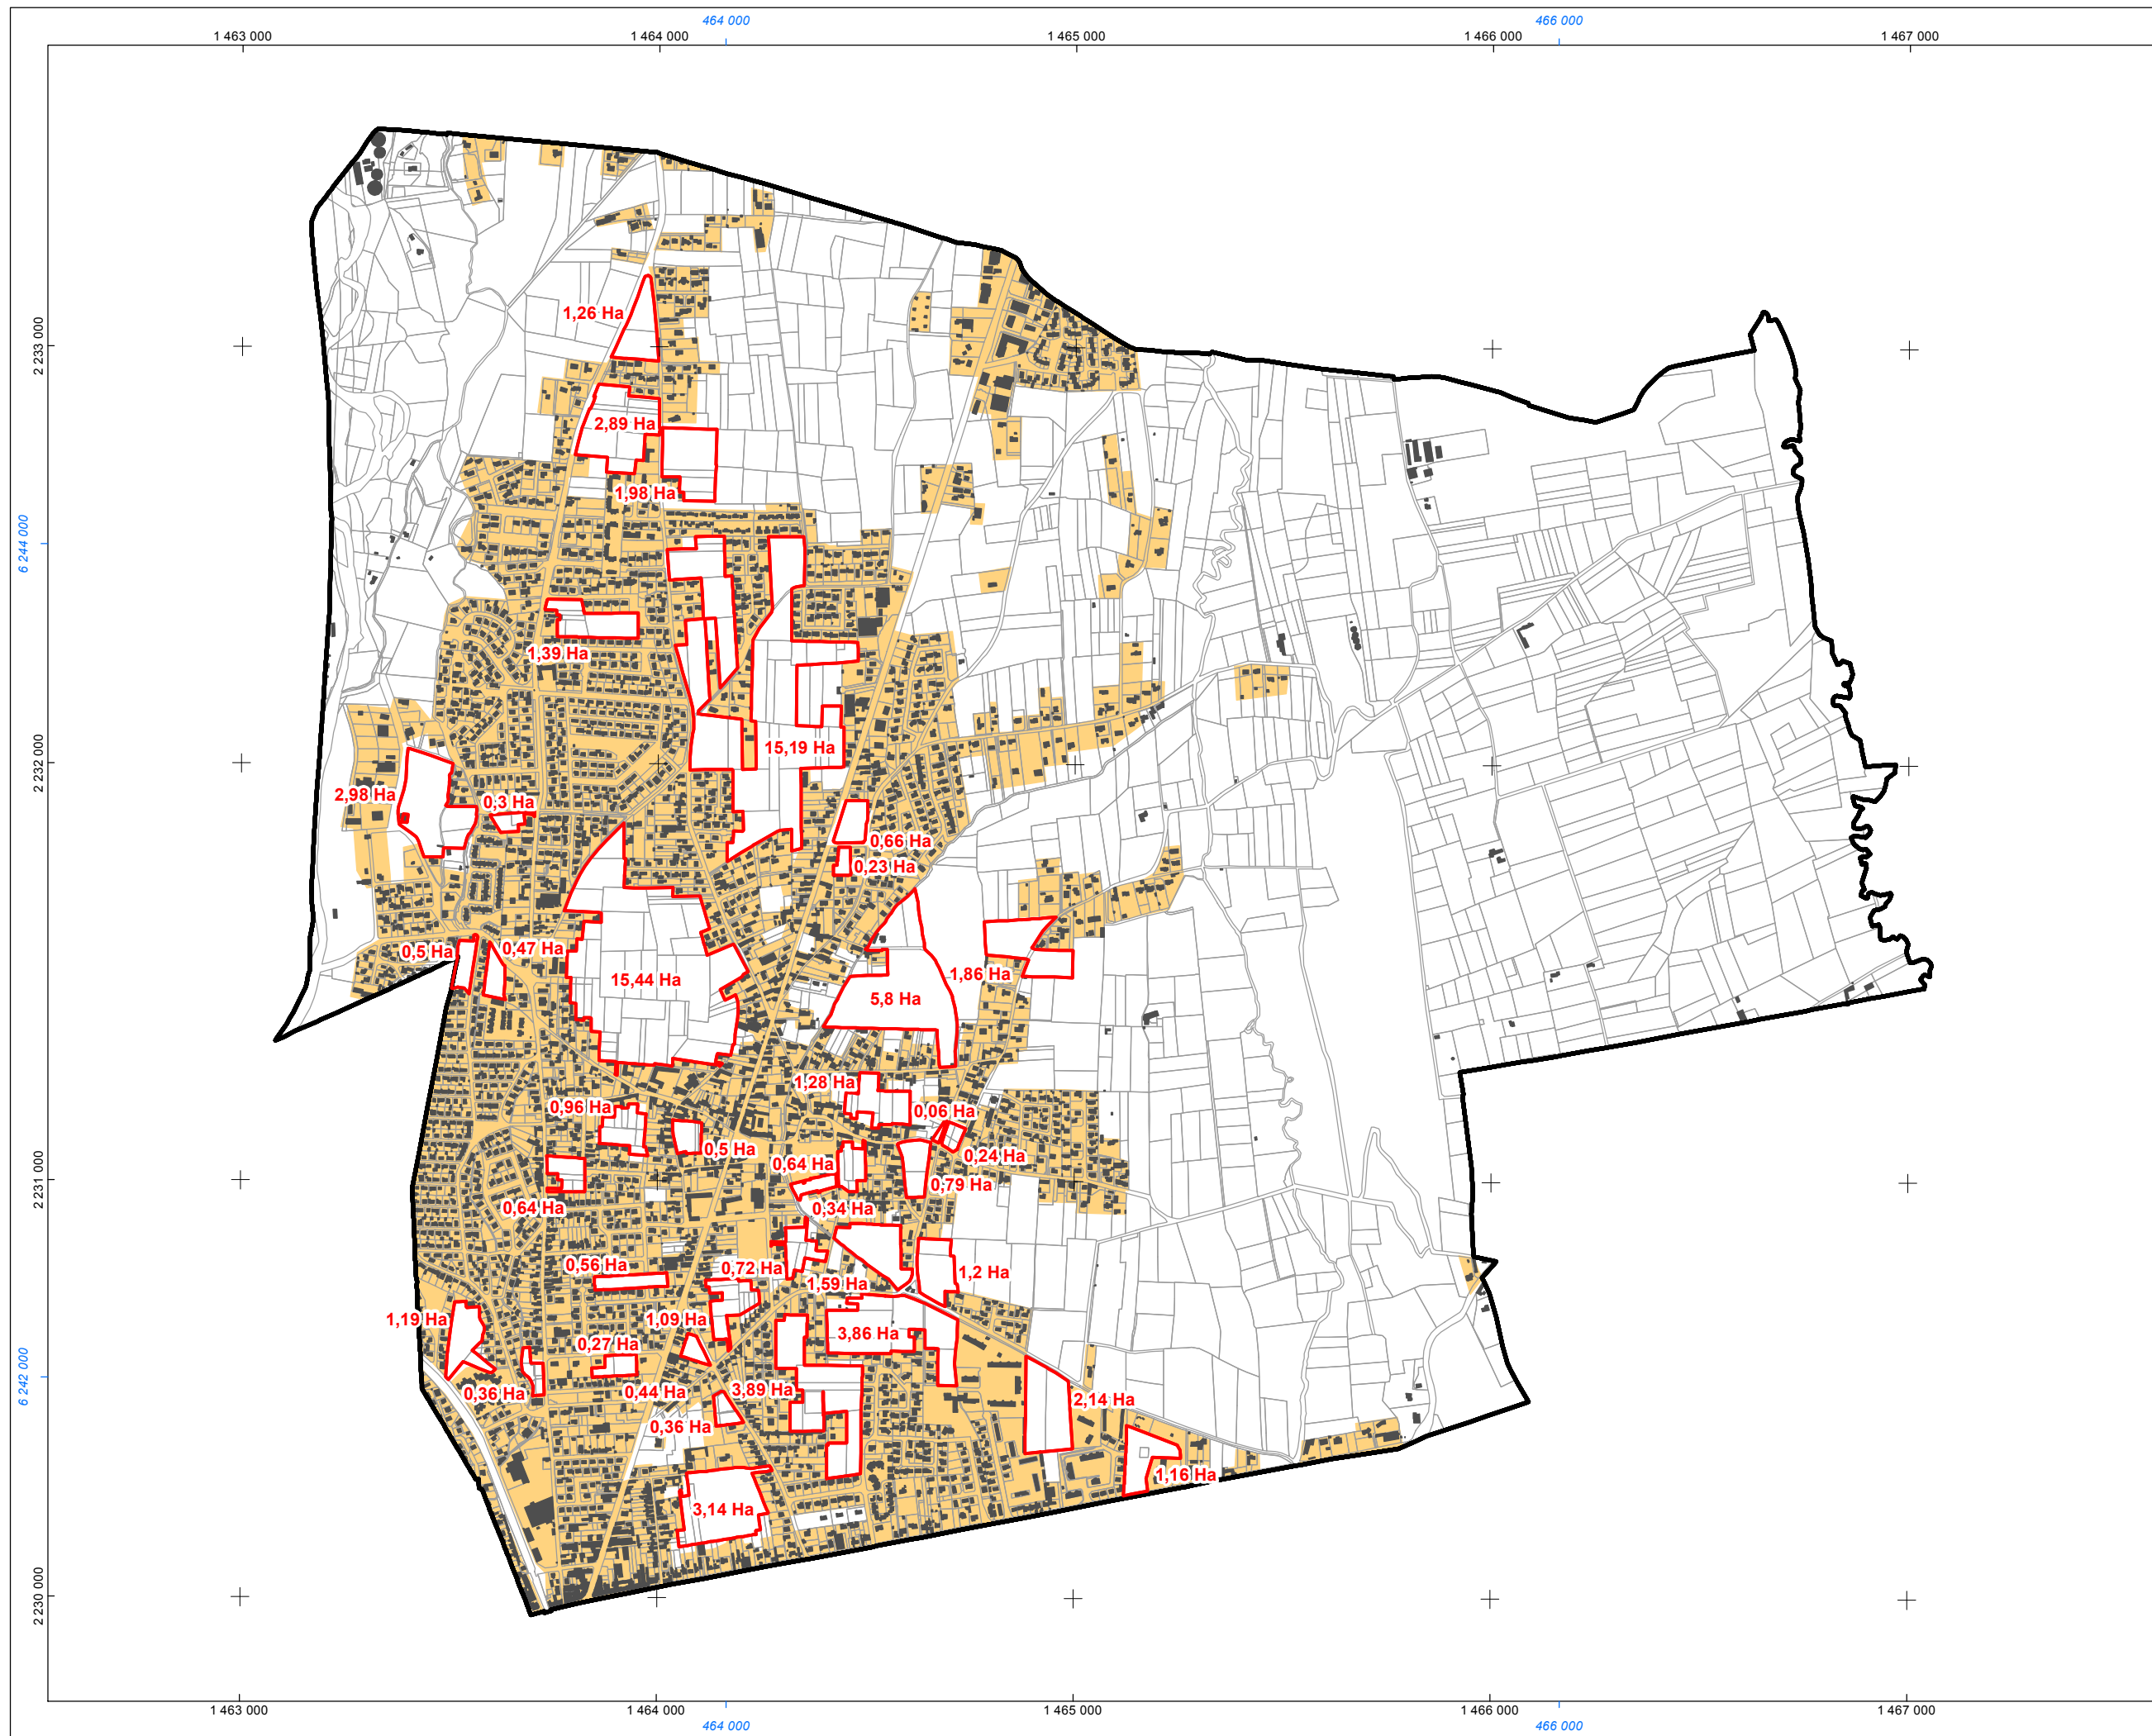 464 000
466 000
1 463 000
1 464 000
1 465 000
1 466 000
1 467 000
2 233 000
6 244 000
2 232 000
2 231 000
6 242 000
2 230 000
1,26 Ha
2,89 Ha
1,98 Ha
1,39 Ha
15,19 Ha
2,98 Ha
0,3 Ha
0,66 Ha
0,23 Ha
0,5 Ha
0,47 Ha
15,44 Ha
1,86 Ha
5,8 Ha
1,28 Ha
0,96 Ha
0,06 Ha
0,5 Ha
0,24 Ha
0,64 Ha
0,79 Ha
0,64 Ha
0,34 Ha
0,56 Ha
0,72 Ha
1,59 Ha
1,2 Ha
1,19 Ha
1,09 Ha
3,86 Ha
0,27 Ha
0,36 Ha
0,44 Ha
3,89 Ha
2,14 Ha
0,36 Ha
1,16 Ha
3,14 Ha
1 463 000
1 464 000
1 465 000
1 466 000
1 467 000
464 000
466 000